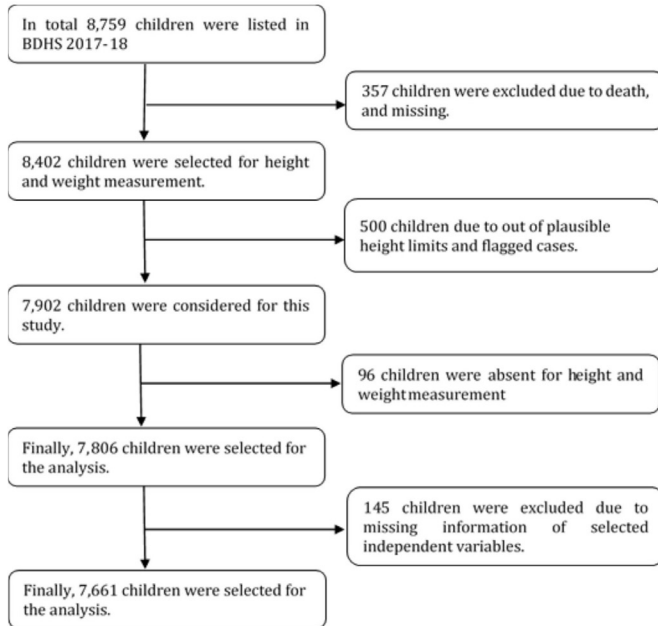 In total 8,759 children were listed in
BDHS 2017-18
357 children were excluded due to death,
and missing.
8,402 children were selected for height
and weight measurement.
500 children due to out of plausible
height limits and flagged cases.
7,902 children were considered for this
study.
96 children were absent for height and
weight measurement
Finally, 7,806 children were selected for
the analysis.
145 children were excluded due to
missing information of selected
independent variables.
Finally, 7,661 children were selected for
the analysis.